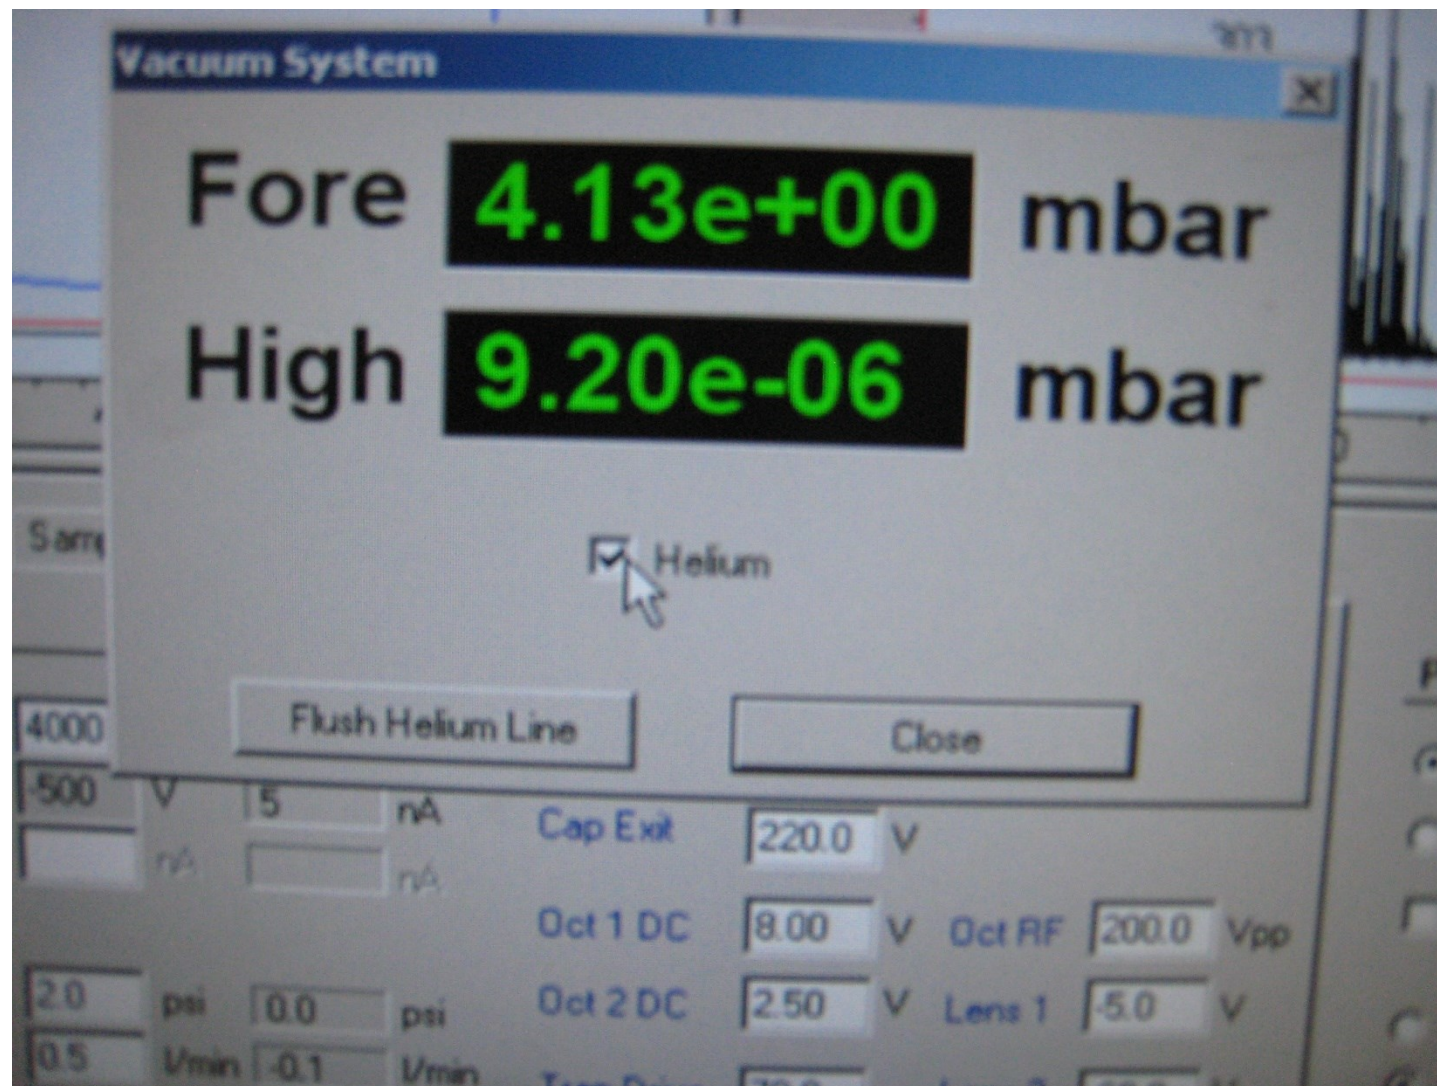 Vacuum System
Fore 4.13e+00 mbar
High 9.20e-06 mbar
Helium
Flush Helium Line Close
4000
-500 V 5 nA Cap Exit 220.0 V
nA nA
Oct 1 DC 8.00 V Oct RF 200.0 Vpp
2.0 psi 0.0 psi Oct 2 DC 2.50 V Lens 1 -5.0 V
0.5 l/min -0.1 l/min